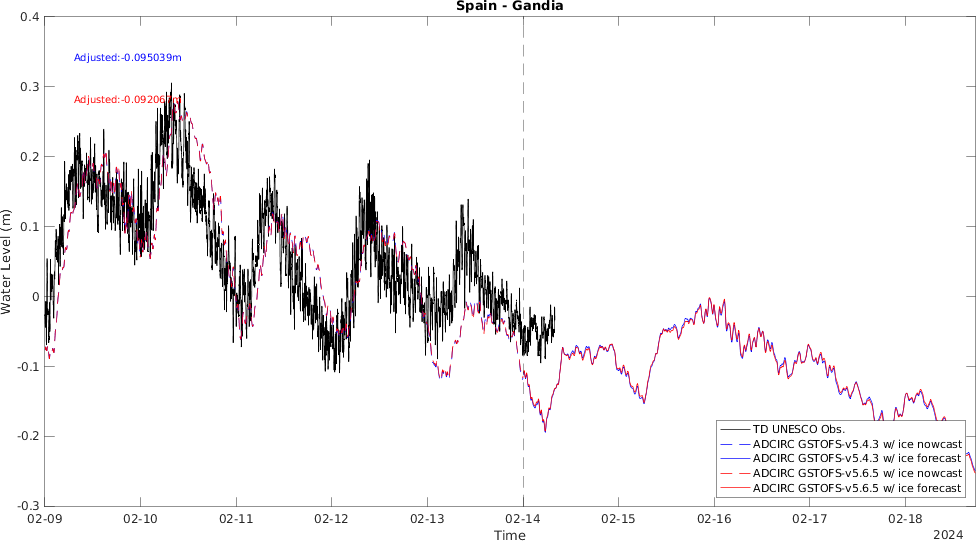 Spain - Gandia
0.4
0.3
0.2
0.1
0
-0.1
-0.2
-0.3
Water Level (m)
Adjusted:-0.095039m
02-09
02-10
02-11
02-12
02-13
02-14
02-15
02-16
02-17
02-18
Time
2024
TD UNESCO Obs.
ADCIRC GSTOFS-v5.4.3 w/ ice nowcast
ADCIRC GSTOFS-v5.4.3 w/ ice forecast
ADCIRC GSTOFS-v5.6.5 w/ ice nowcast
ADCIRC GSTOFS-v5.6.5 w/ ice forecast